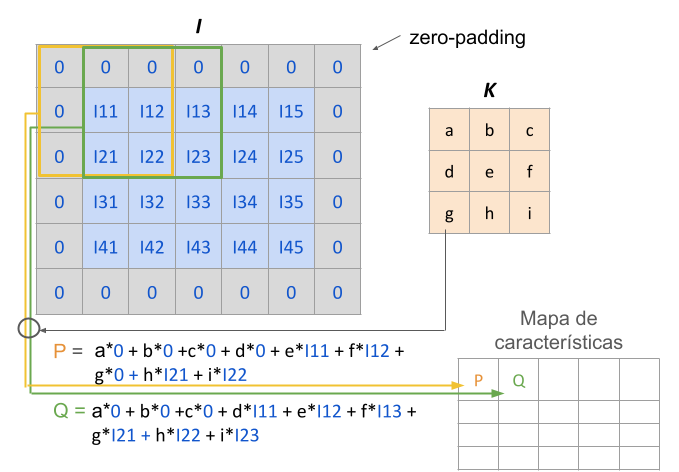 I
zero-padding
0 0 0 0 0 0 0
0 I11 I12 I13 I14 I15 0
0 I21 I22 I23 I24 I25 0
0 I31 I32 I33 I34 I35 0
0 I41 I42 I43 I44 I45 0
0 0 0 0 0 0 0
K
a b c
d e f
g h i
P = a*0 + b*0 +c*0 + d*0 + e*I11 + f*I12 +
g*0 + h*I21 + i*I22
Q = a*0 + b*0 +c*0 + d*I11 + e*I12 + f*I13 +
g*I21 + h*I22 + i*I23
Mapa de
características
P Q